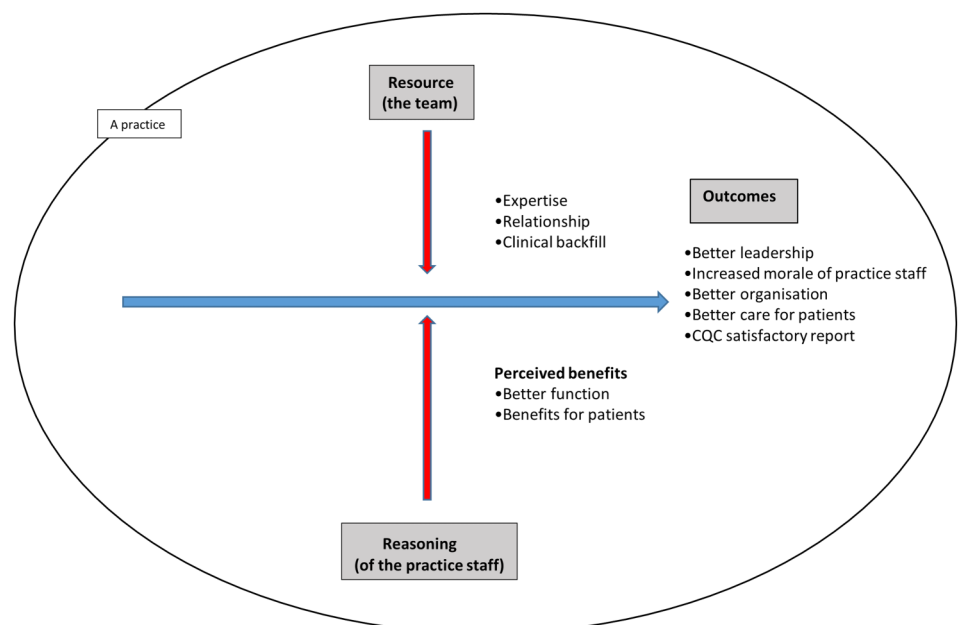 Resource
(the team)
A practice
•Expertise
•Relationship
•Clinical backfill
Outcomes
•Better leadership
•Increased morale of practice staff
•Better organisation
•Better care for patients
•CQC satisfactory report
Perceived benefits
•Better function
•Benefits for patients
Reasoning
(of the practice staff)